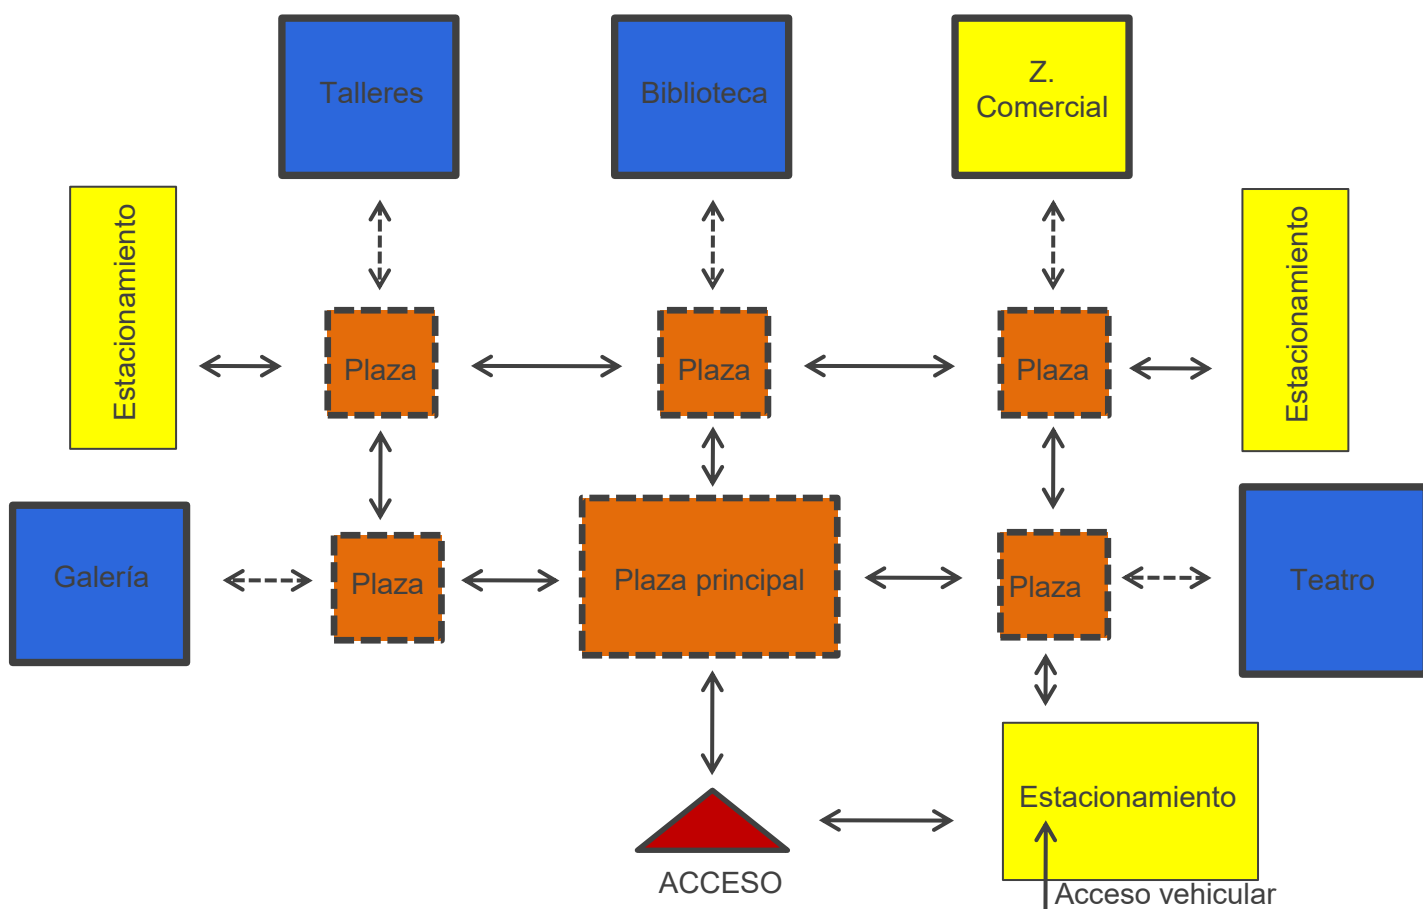 Talleres
Biblioteca
Z.
Comercial
Estacionamiento
Estacionamiento
Plaza
Plaza
Plaza
Galería
Plaza
Plaza principal
Plaza
Teatro
Estacionamiento
ACCESO
Acceso vehicular